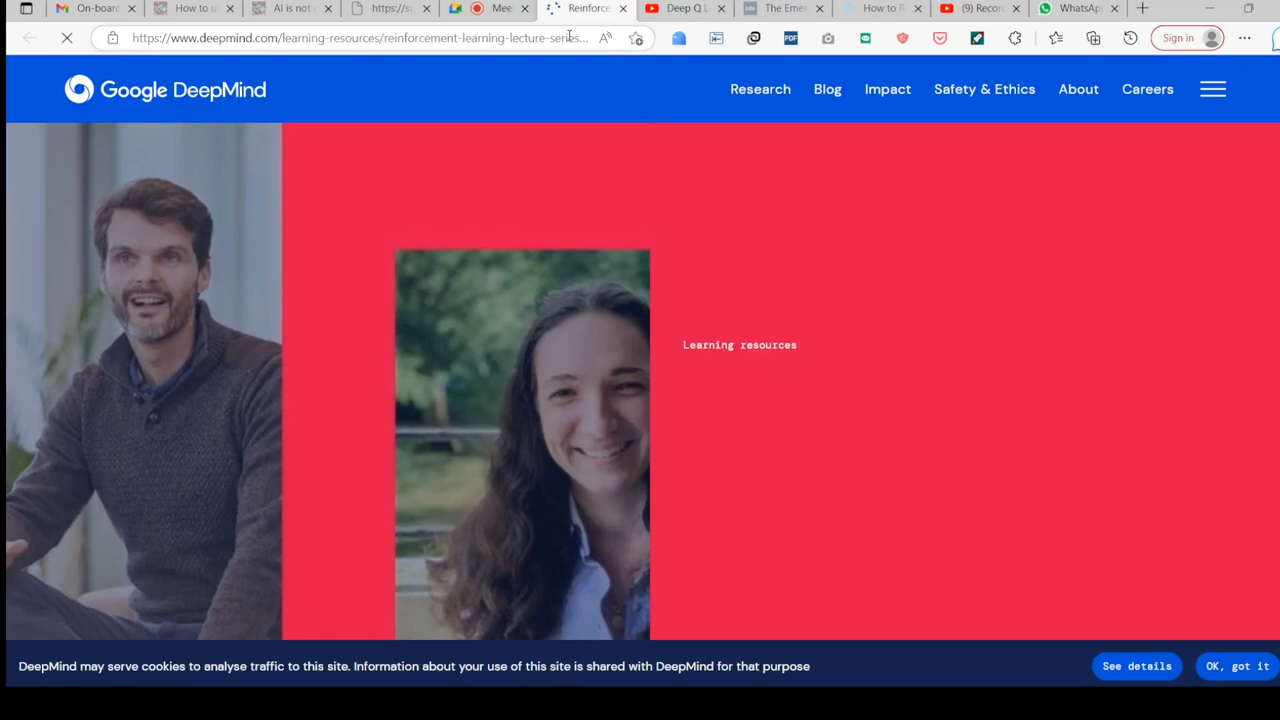 On-boar
How to u
AI is not
https://su
Mee
Reinforce
Deep Q L
The Emer
How to R
(9) Recor
WhatsAp
https://www.deepmind.com/learning-resources/reinforcement-learning-lecture-series...
Sign in
Google DeepMind
Research
Blog
Impact
Safety & Ethics
About
Careers
Learning resources
DeepMind may serve cookies to analyse traffic to this site. Information about your use of this site is shared with DeepMind for that purpose
See details
OK, got it